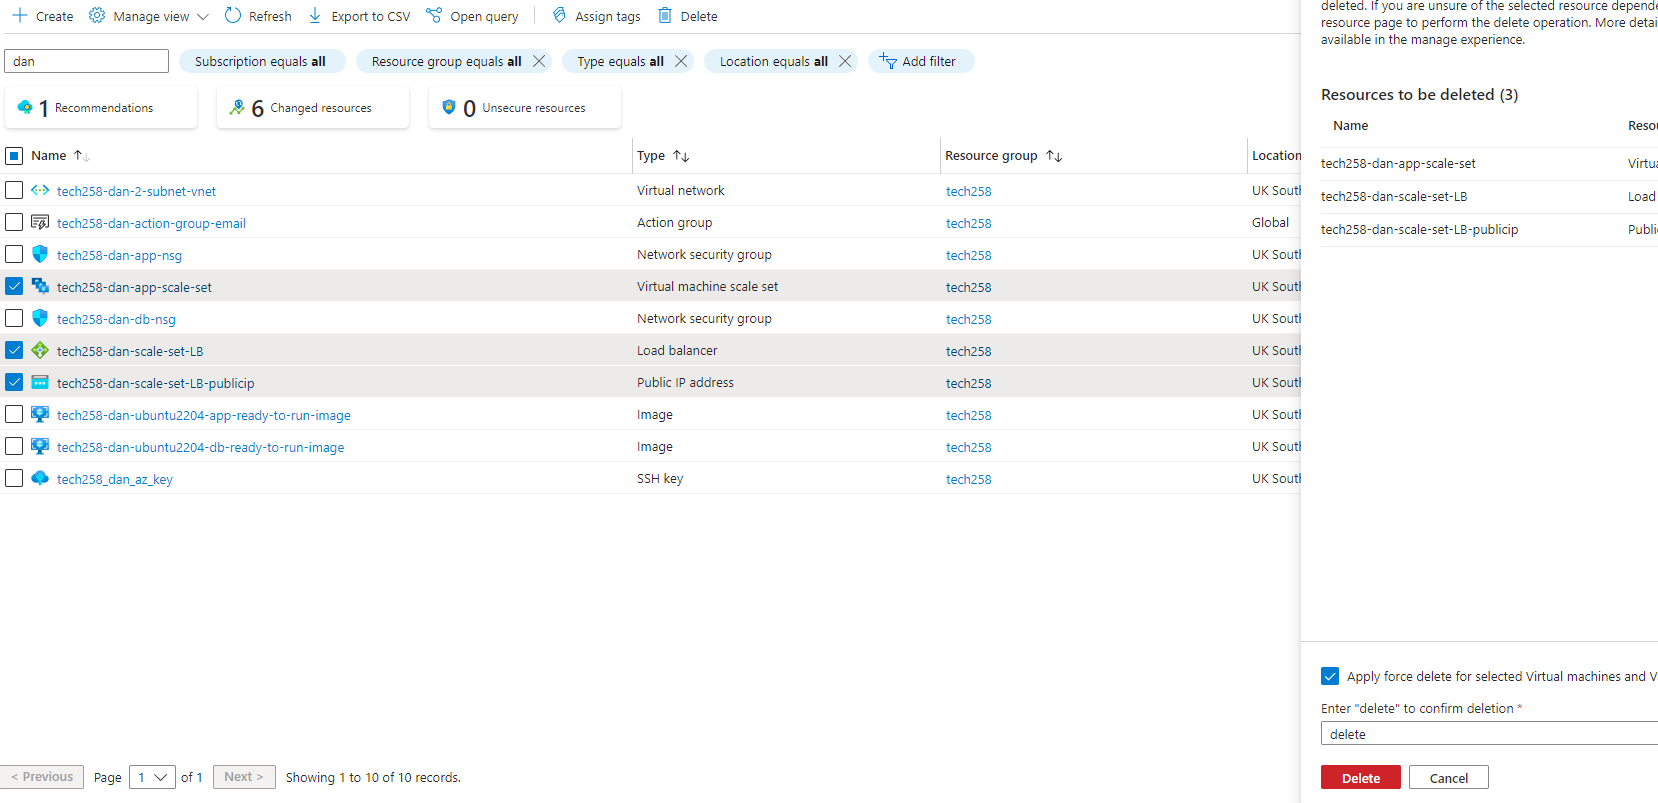 Create Manage view Refresh Export to CSV Open query Assign tags Delete
dan Subscription equals all Resource group equals all Type equals all Location equals all Add filter
1 Recommendations 6 Changed resources 0 Unsecure resources
Name Type Resource group Location
tech258-dan-2-subnet-vnet Virtual network tech258 UK South
tech258-dan-action-group-email Action group tech258 Global
tech258-dan-app-nsg Network security group tech258 UK South
tech258-dan-app-scale-set Virtual machine scale set tech258 UK South
tech258-dan-db-nsg Network security group tech258 UK South
tech258-dan-scale-set-LB Load balancer tech258 UK South
tech258-dan-scale-set-LB-publicip Public IP address tech258 UK South
tech258-dan-ubuntu2204-app-ready-to-run-image Image tech258 UK South
tech258-dan-ubuntu2204-db-ready-to-run-image Image tech258 UK South
tech258_dan_az_key SSH key tech258 UK South
< Previous Page 1 of 1 Next > Showing 1 to 10 of 10 records.
deleted. If you are unsure of the selected resource depende
resource page to perform the delete operation. More detai
available in the manage experience.
Resources to be deleted (3)
Name Resou
tech258-dan-app-scale-set Virtua
tech258-dan-scale-set-LB Load
tech258-dan-scale-set-LB-publicip Publi
Apply force delete for selected Virtual machines and V
Enter "delete" to confirm deletion *
delete
Delete Cancel